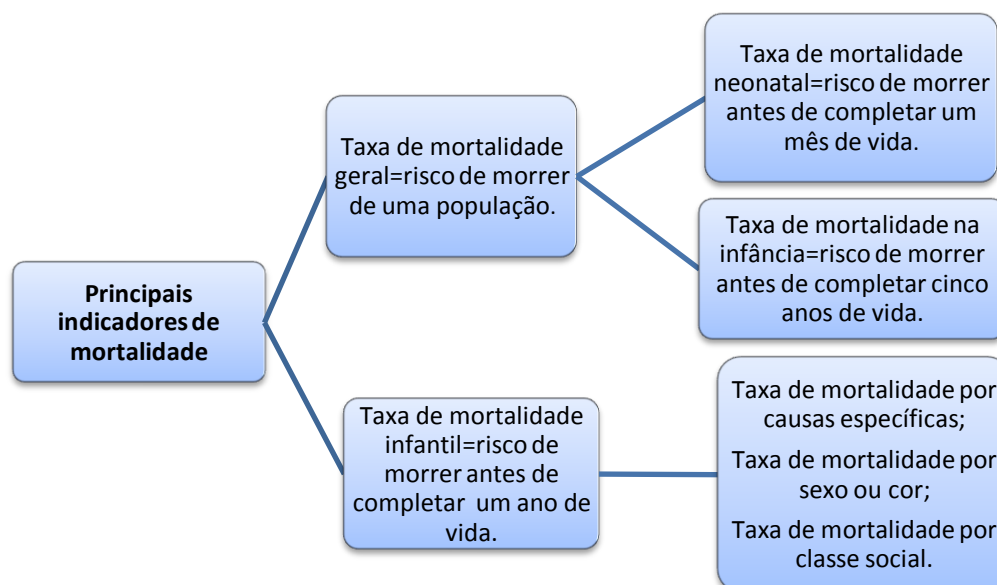 Principais
indicadores de
mortalidade
Taxa de mortalidade
geral=risco de morrer
de uma população.
Taxa de mortalidade
neonatal=risco de morrer
antes de completar um
mês de vida.
Taxa de mortalidade na
infância=risco de morrer
antes de completar cinco
anos de vida.
Taxa de mortalidade
infantil=risco de
morrer antes de
completar um ano de
vida.
Taxa de mortalidade por
causas específicas;
Taxa de mortalidade por
sexo ou cor;
Taxa de mortalidade por
classe social.